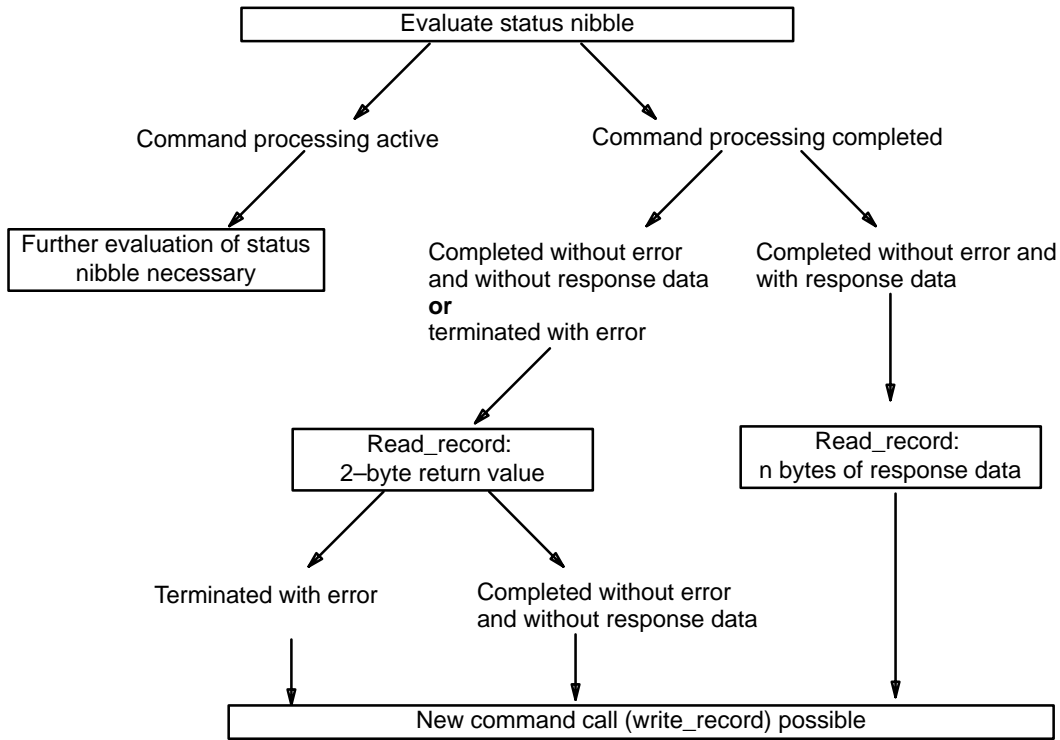 Evaluate status nibble
Command processing active
Command processing completed
Further evaluation of status
nibble necessary
Completed without error
and without response data
or
terminated with error
Completed without error and
with response data
Read_record:
2–byte return value
Read_record:
n bytes of response data
Terminated with error
Completed without error
and without response data
New command call (write_record) possible